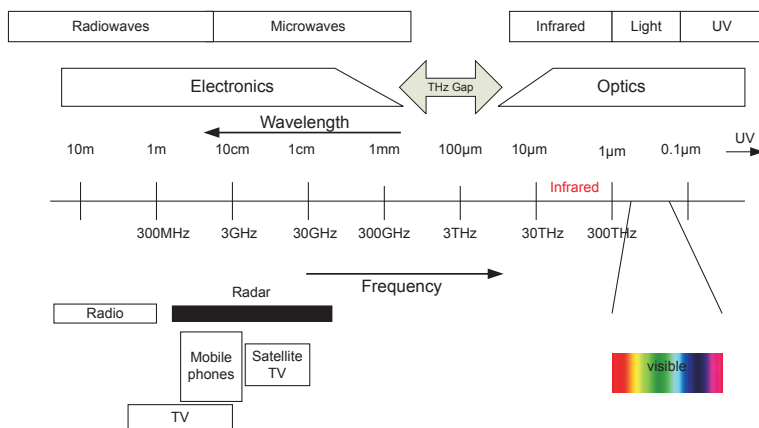 Radiowaves Microwaves Infrared Light UV
Electronics THz Gap Optics
Wavelength
10m 1m 10cm 1cm 1mm 100µm 10µm 1µm 0.1µm UV
Infrared
300MHz 3GHz 30GHz 300GHz 3THz 30THz 300THz
Frequency
Radar
Radio
Mobile
phones
Satellite
TV
TV
visible